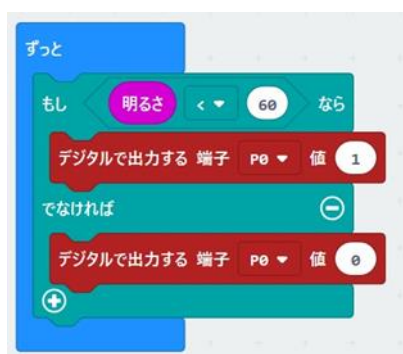 ずっと
もし 明るさ < 60 なら
デジタルで出力する 端子 P0 値 1
でなければ
デジタルで出力する 端子 P0 値 0